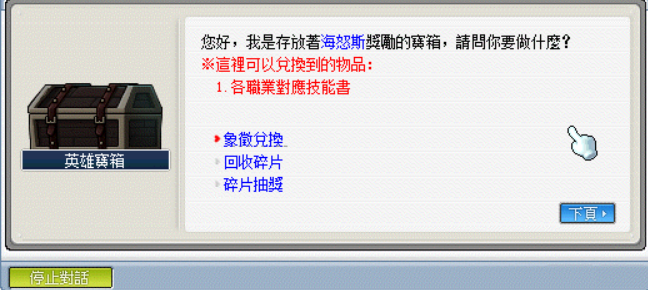 您好，我是存放著海怒斯獎勵的寶箱，請問你要做什麼?
※這裡可以兌換到的物品:
1.各職業對應技能書
象徵兌換
回收碎片
碎片抽獎
英雄寶箱
下頁
停止對話